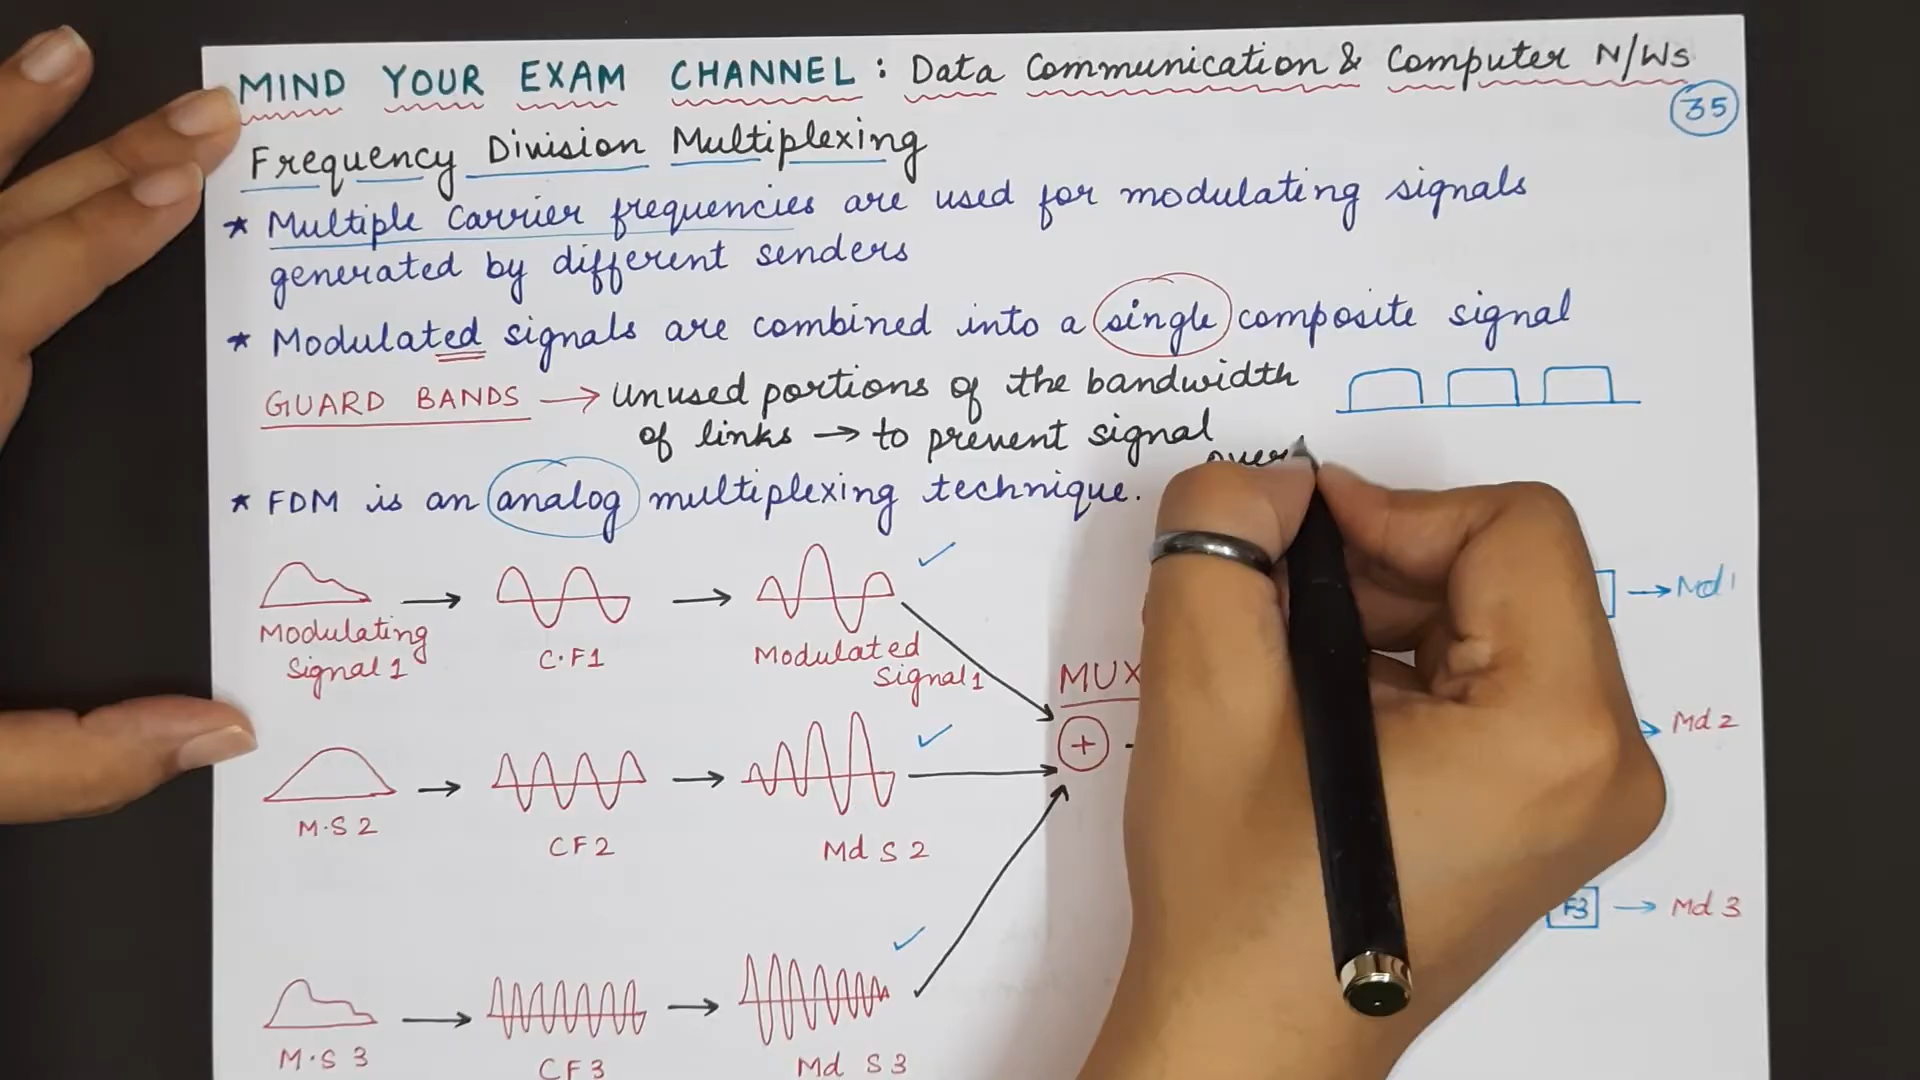 MIND YOUR EXAM CHANNEL : Data Communication & Computer N/Ws
35
Frequency Division Multiplexing
* Multiple Carrier frequencies are used for modulating signals
generated by different senders
* Modulated signals are combined into a single composite signal
GUARD BANDS → Unused portions of the bandwidth
of links → to prevent signal
over
* FDM is an analog multiplexing technique.
Modulating
Signal 1
C.F1
Modulated
Signal 1
MUX
+
→ Md 1
M.S 2
CF2
Md S 2
Md 2
F3 → Md 3
M.S 3
CF3
Md S 3